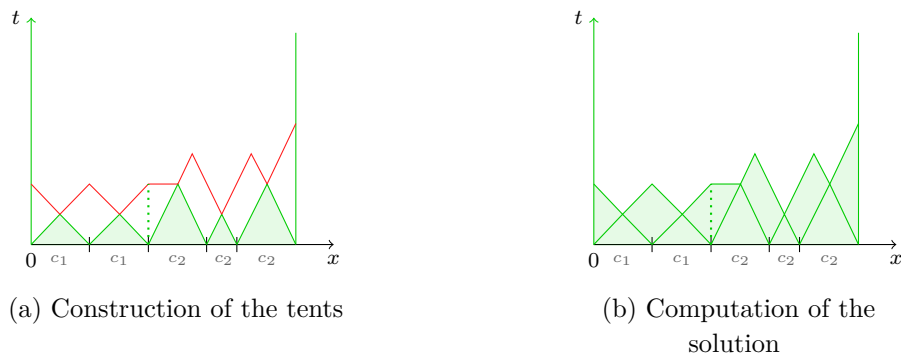 t
0 c₁ c₁ c₂ c₂ c₂ x
(a) Construction of the tents
t
0 c₁ c₁ c₂ c₂ c₂ x
(b) Computation of the
solution